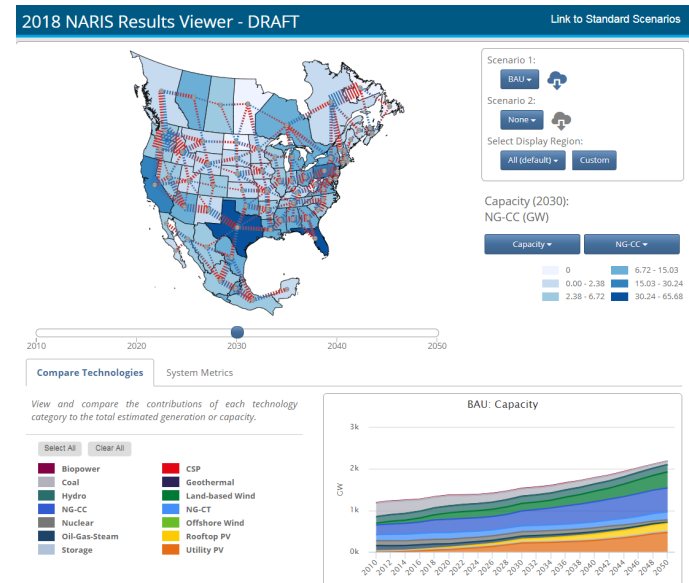 2018 NARIS Results Viewer - DRAFT
Link to Standard Scenarios
Scenario 1:
BAU
Scenario 2:
None
Select Display Region:
All (default)
Custom
Capacity (2030):
NG-CC (GW)
Capacity
NG-CC
0
6.72 - 15.03
0.00 - 2.38
15.03 - 30.24
2.38 - 6.72
30.24 - 65.68
2010
2020
2030
2040
2050
Compare Technologies
System Metrics
View and compare the contributions of each technology
category to the total estimated generation or capacity.
Select All
Clear All
Biopower
CSP
Coal
Geothermal
Hydro
Land-based Wind
NG-CC
NG-CT
Nuclear
Offshore Wind
Oil-Gas-Steam
Rooftop PV
Storage
Utility PV
BAU: Capacity
3k
2k
GW
1k
0k
2010
2012
2014
2016
2018
2020
2022
2024
2026
2028
2030
2032
2034
2036
2038
2040
2042
2044
2046
2048
2050